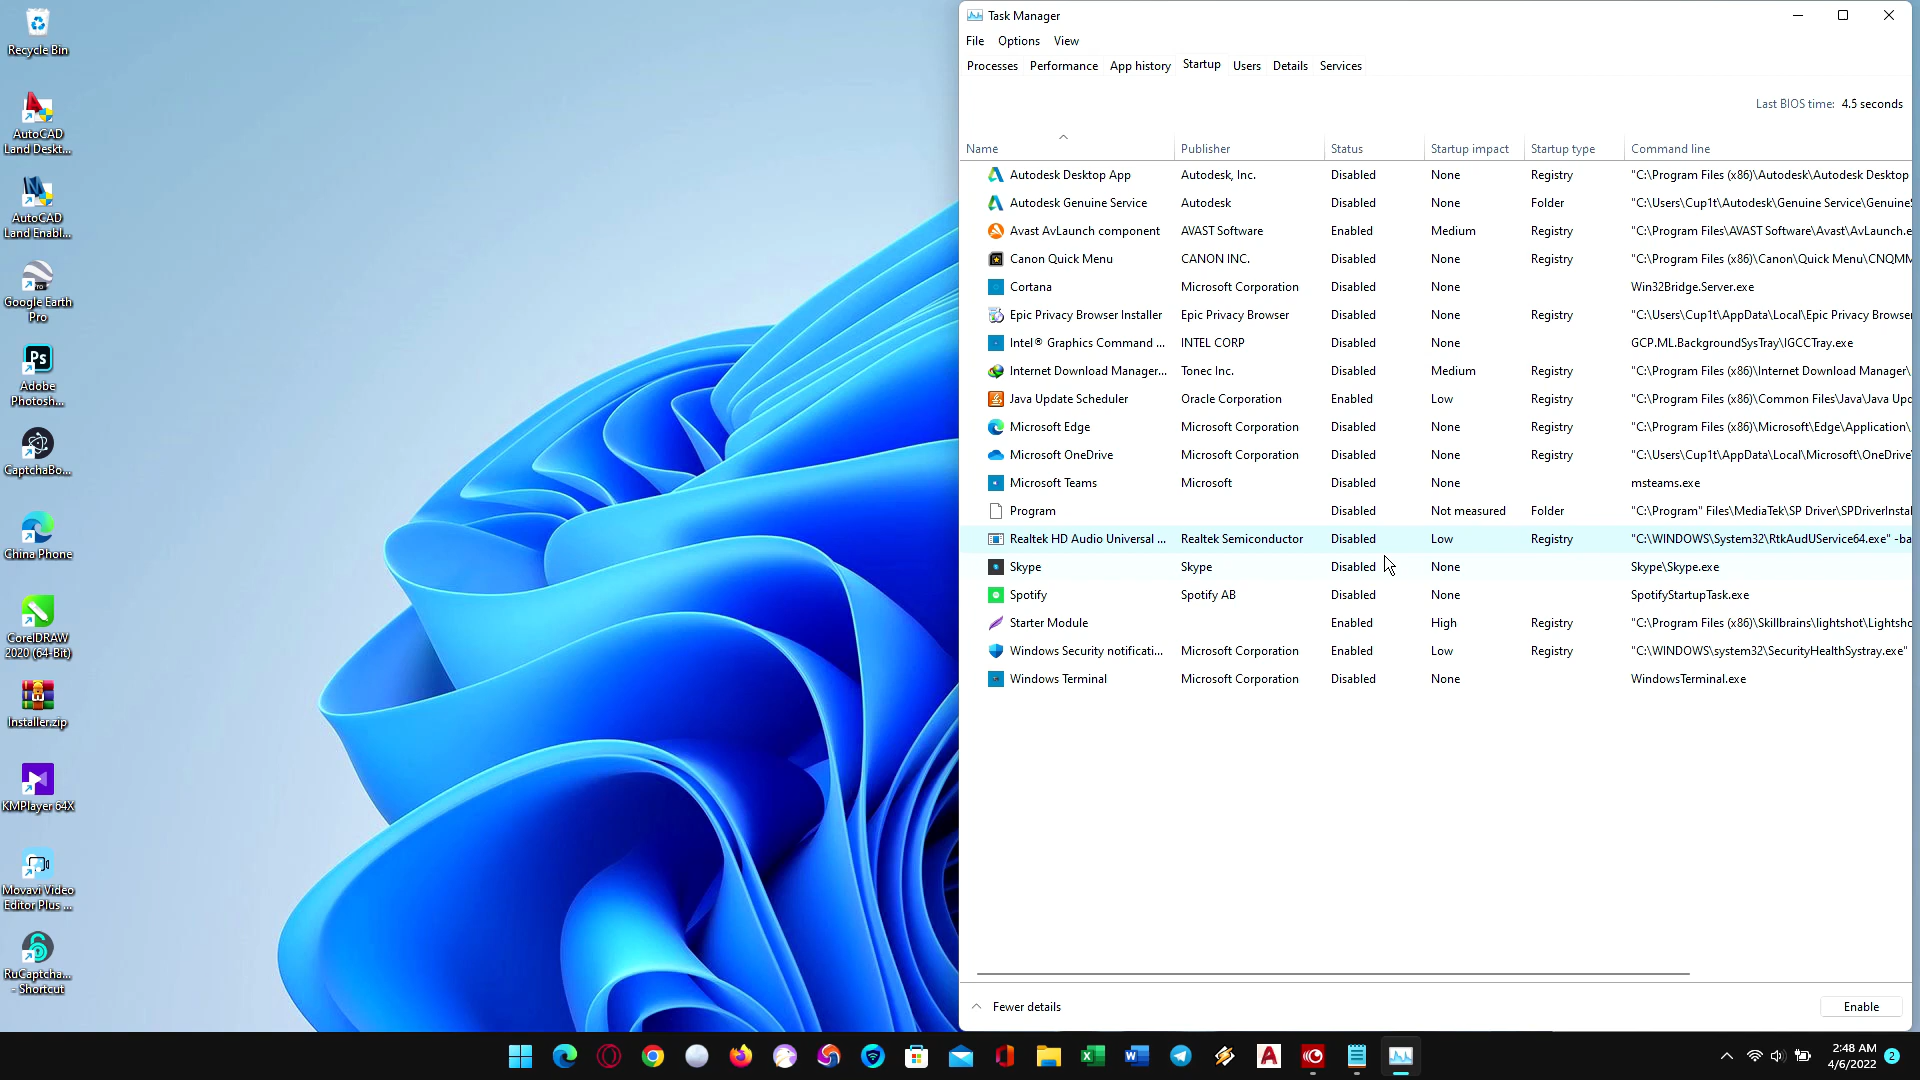 Recycle Bin
AutoCAD
Land Deskt...
AutoCAD
Land Enabl...
Google Earth
Pro
Adobe
Photosh...
CaptchaBo...
China Phone
CorelDRAW
2020 (64-Bit)
Installer.zip
KMPlayer 64X
Movavi Video
Editor Plus ...
RuCaptcha...
- Shortcut
Task Manager
File Options View
Processes Performance App history Startup Users Details Services
Last BIOS time: 4.5 seconds
Name Publisher Status Startup impact Startup type Command line
Autodesk Desktop App Autodesk, Inc. Disabled None Registry "C:\Program Files (x86)\Autodesk\Autodesk Desktop
Autodesk Genuine Service Autodesk Disabled None Folder "C:\Users\Cup1t\Autodesk\Genuine Service\Genuine
Avast AvLaunch component AVAST Software Enabled Medium Registry "C:\Program Files\AVAST Software\Avast\AvLaunch.e
Canon Quick Menu CANON INC. Disabled None Registry "C:\Program Files (x86)\Canon\Quick Menu\CNQMM
Cortana Microsoft Corporation Disabled None Win32Bridge.Server.exe
Epic Privacy Browser Installer Epic Privacy Browser Disabled None Registry "C:\Users\Cup1t\AppData\Local\Epic Privacy Browser
Intel® Graphics Command ... INTEL CORP Disabled None GCP.ML.BackgroundSysTray\IGCCTray.exe
Internet Download Manager... Tonec Inc. Disabled Medium Registry "C:\Program Files (x86)\Internet Download Manager\
Java Update Scheduler Oracle Corporation Enabled Low Registry "C:\Program Files (x86)\Common Files\Java\Java Upd
Microsoft Edge Microsoft Corporation Disabled None Registry "C:\Program Files (x86)\Microsoft\Edge\Application\
Microsoft OneDrive Microsoft Corporation Disabled None Registry "C:\Users\Cup1t\AppData\Local\Microsoft\OneDrive\
Microsoft Teams Microsoft Disabled None msteams.exe
Program Disabled Not measured Folder "C:\Program" Files\MediaTek\SP Driver\SPDriverInstal
Realtek HD Audio Universal ... Realtek Semiconductor Disabled Low Registry "C:\WINDOWS\System32\RtkAudUService64.exe" -ba
Skype Skype Disabled None Skype\Skype.exe
Spotify Spotify AB Disabled None SpotifyStartupTask.exe
Starter Module Enabled High Registry "C:\Program Files (x86)\Skillbrains\lightshot\Lightsho
Windows Security notificati... Microsoft Corporation Enabled Low Registry "C:\WINDOWS\system32\SecurityHealthSystray.exe"
Windows Terminal Microsoft Corporation Disabled None WindowsTerminal.exe
Fewer details Enable
2:48 AM
4/6/2022 2